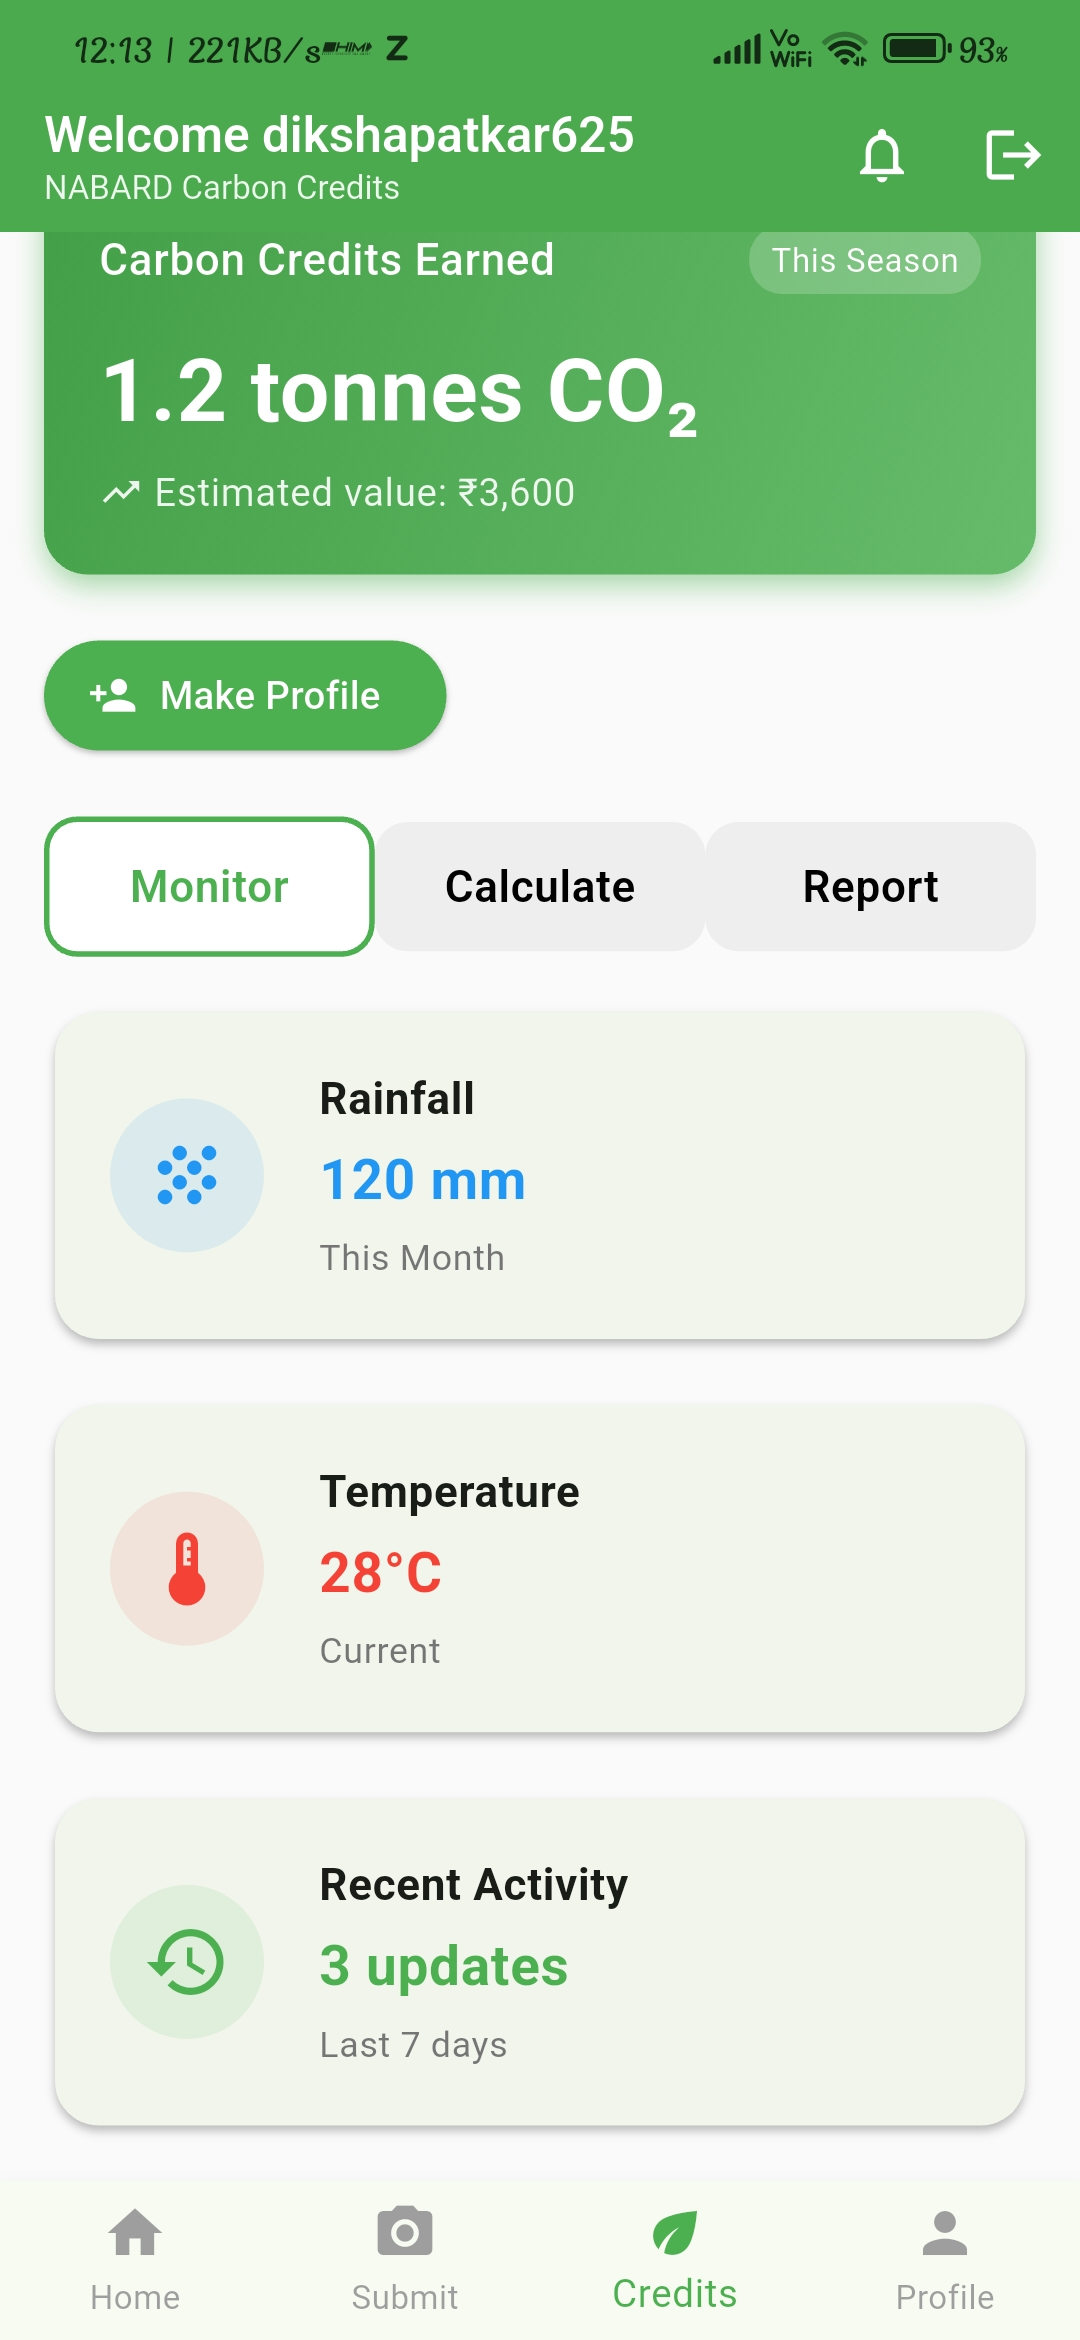 12:13 | 221KB/s Z Vo WiFi 93%
Welcome dikshapatkar625
NABARD Carbon Credits
Carbon Credits Earned This Season
1.2 tonnes CO₂
Estimated value: ₹3,600
Make Profile
Monitor Calculate Report
Rainfall
120 mm
This Month
Temperature
28°C
Current
Recent Activity
3 updates
Last 7 days
Home Submit Credits Profile